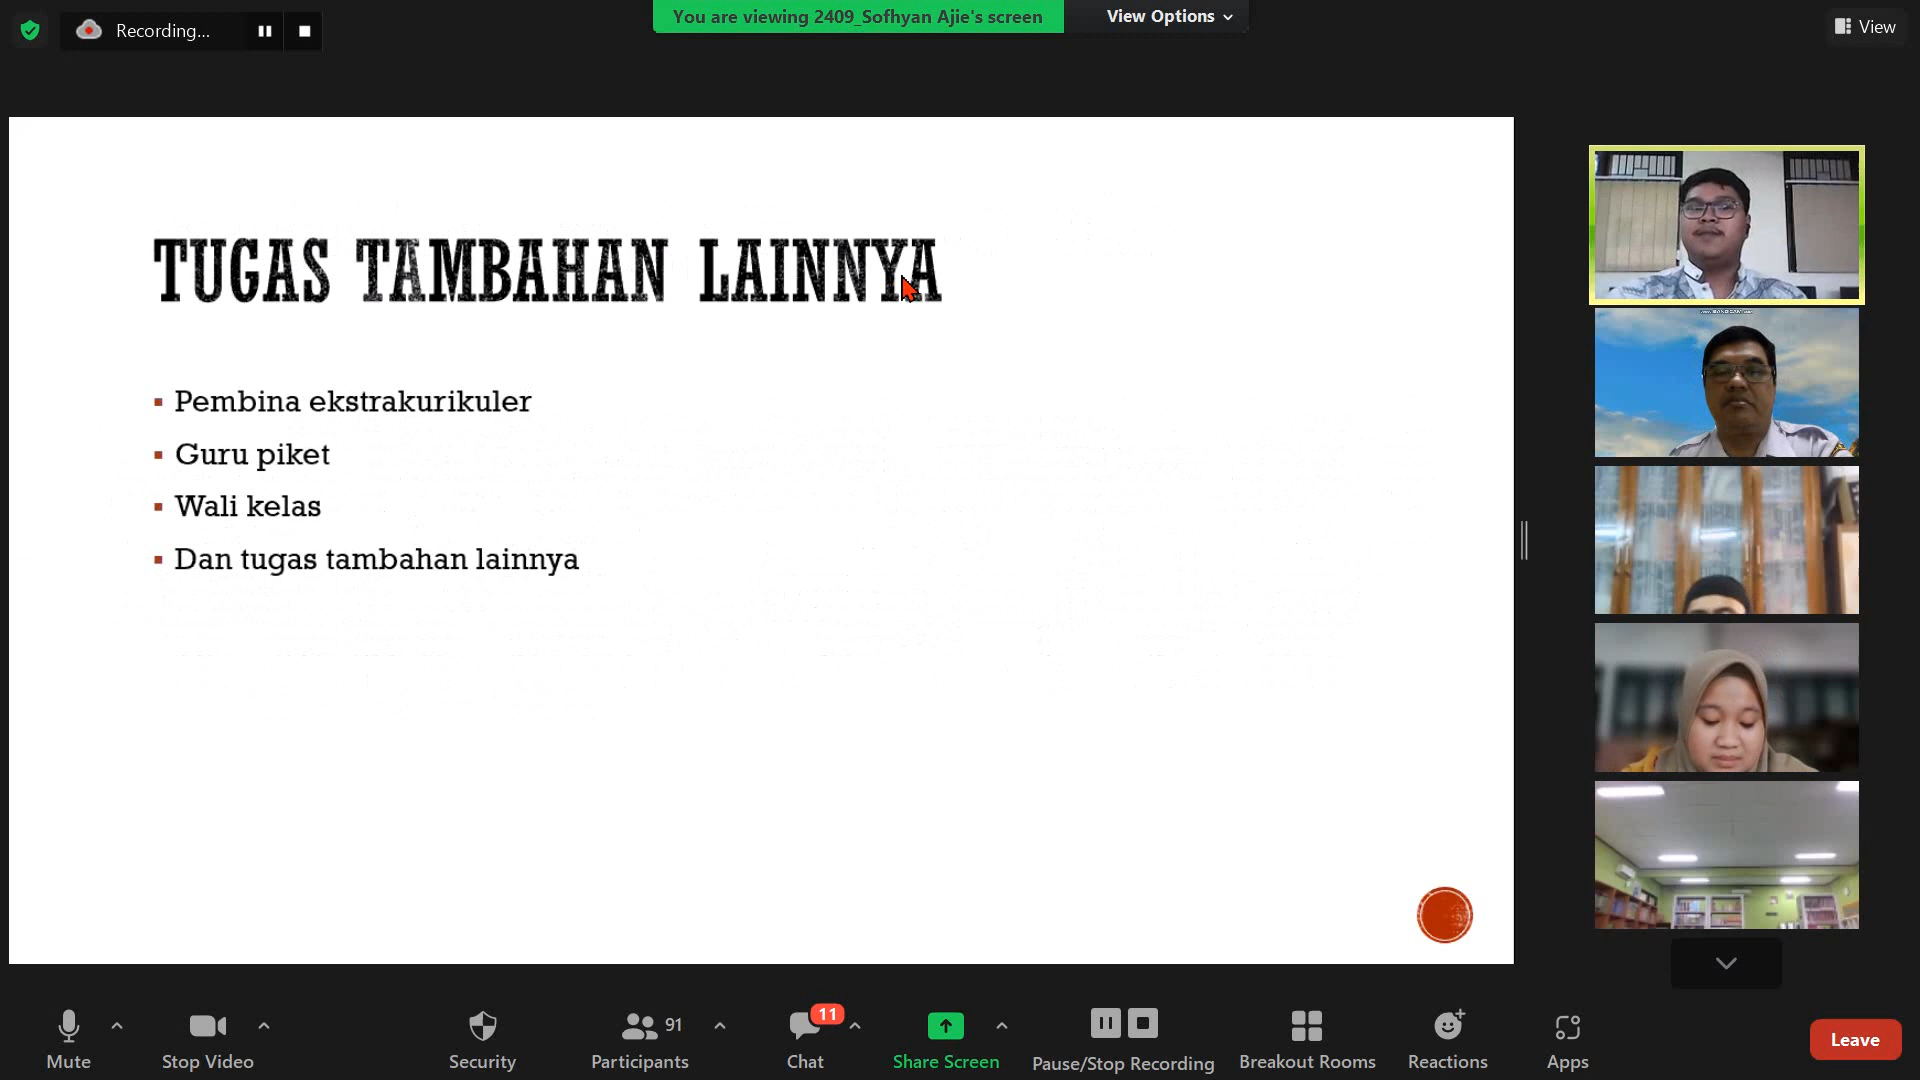 Recording...
You are viewing 2409_Sofhyan Ajie's screen
View Options
View
TUGAS TAMBAHAN LAINNYA
Pembina ekstrakurikuler
Guru piket
Wali kelas
Dan tugas tambahan lainnya
Mute
Stop Video
Security
91
Participants
11
Chat
Share Screen
Pause/Stop Recording
Breakout Rooms
Reactions
Apps
Leave